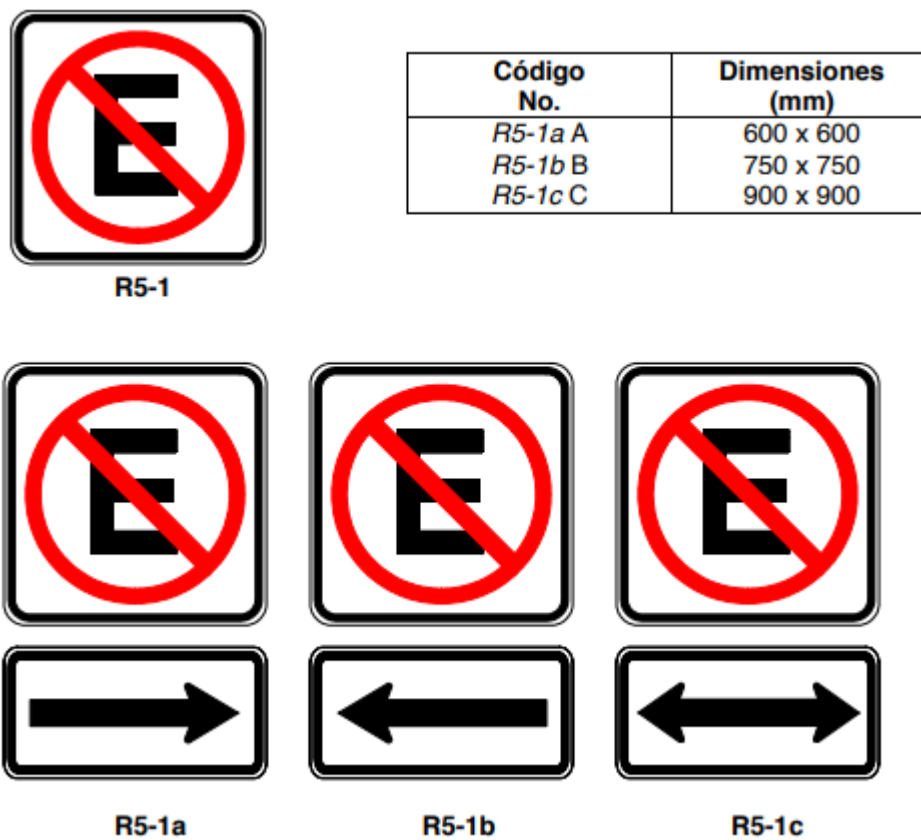 E
R5-1
Código No. Dimensiones (mm)
R5-1a A 600 x 600
R5-1b B 750 x 750
R5-1c C 900 x 900
E E E
R5-1a R5-1b R5-1c